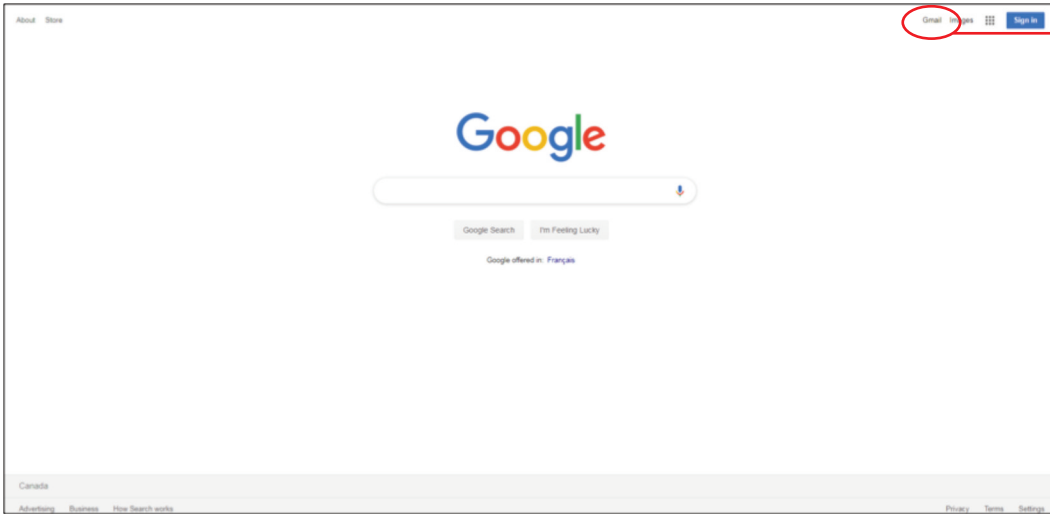 About Store Gmail Images Sign in
Google
Google Search I'm Feeling Lucky
Google offered in: Français
Canada
Advertising Business How Search works Privacy Terms Settings